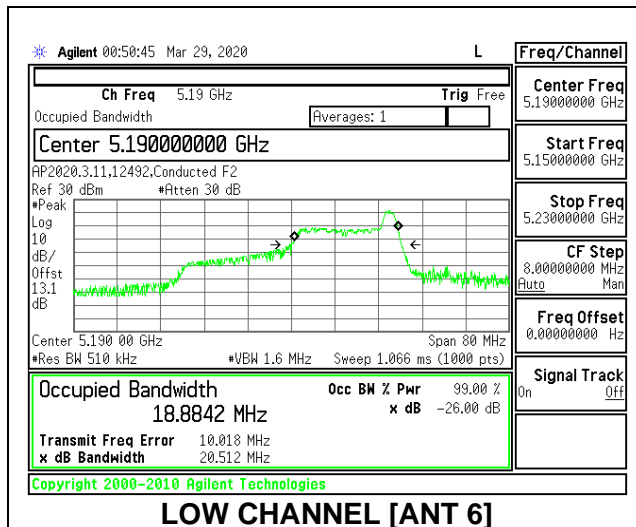 Agilent 00:50:45 Mar 29, 2020 L
Freq/Channel
Ch Freq 5.19 GHz Trig Free
Occupied Bandwidth Averages: 1
Center 5.190000000 GHz
AP2020.3.11,12492,Conducted F2
Ref 30 dBm #Atten 30 dB
#Peak
Log
10
dB/
Offst
13.1
dB
Center 5.190 00 GHz Span 80 MHz
#Res BW 510 kHz #VBW 1.6 MHz Sweep 1.066 ms (1000 pts)
Occupied Bandwidth Occ BW % Pwr 99.00 %
18.8842 MHz x dB -26.00 dB
Transmit Freq Error 10.018 MHz
x dB Bandwidth 20.512 MHz
Copyright 2000-2010 Agilent Technologies
Center Freq
5.19000000 GHz
Start Freq
5.15000000 GHz
Stop Freq
5.23000000 GHz
CF Step
8.00000000 MHz
Auto Man
Freq Offset
0.00000000 Hz
Signal Track
On Off
LOW CHANNEL [ANT 6]